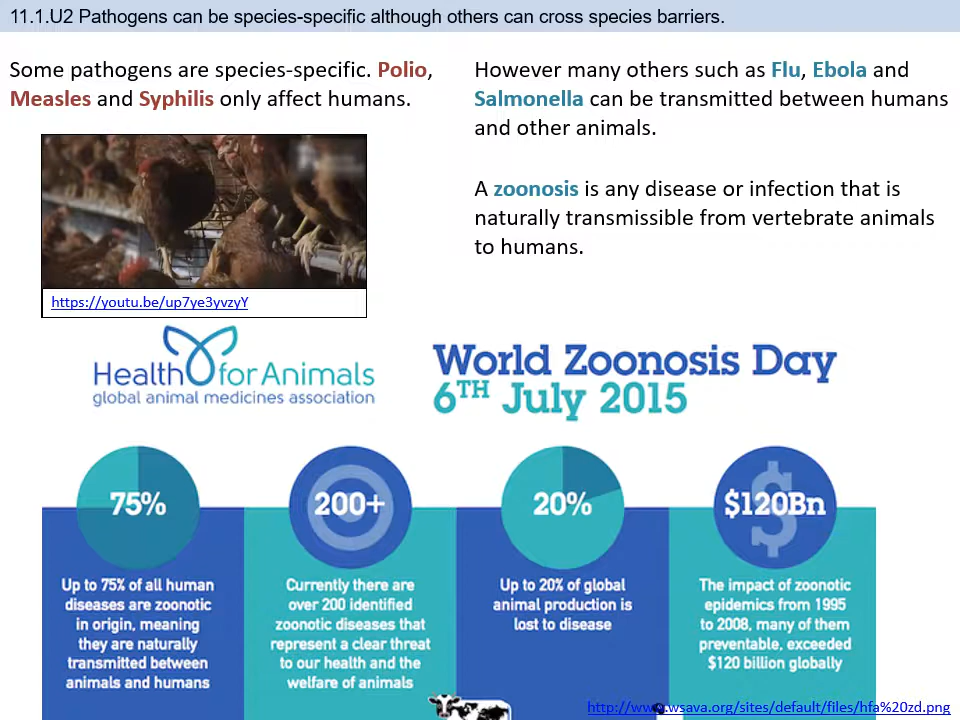 11.1.U2 Pathogens can be species-specific although others can cross species barriers.
Some pathogens are species-specific. Polio,
Measles and Syphilis only affect humans.
However many others such as Flu, Ebola and
Salmonella can be transmitted between humans
and other animals.
A zoonosis is any disease or infection that is
naturally transmissible from vertebrate animals
to humans.
https://youtu.be/up7ye3yvzyY
Health for Animals
global animal medicines association
World Zoonosis Day
6TH July 2015
75%
Up to 75% of all human
diseases are zoonotic
in origin, meaning
they are naturally
transmitted between
animals and humans
200+
Currently there are
over 200 identified
zoonotic diseases that
represent a clear threat
to our health and the
welfare of animals
20%
Up to 20% of global
animal production is
lost to disease
$120Bn
The impact of zoonotic
epidemics from 1995
to 2008, many of them
preventable, exceeded
$120 billion globally
http://www.wsava.org/sites/default/files/hfa%20zd.png